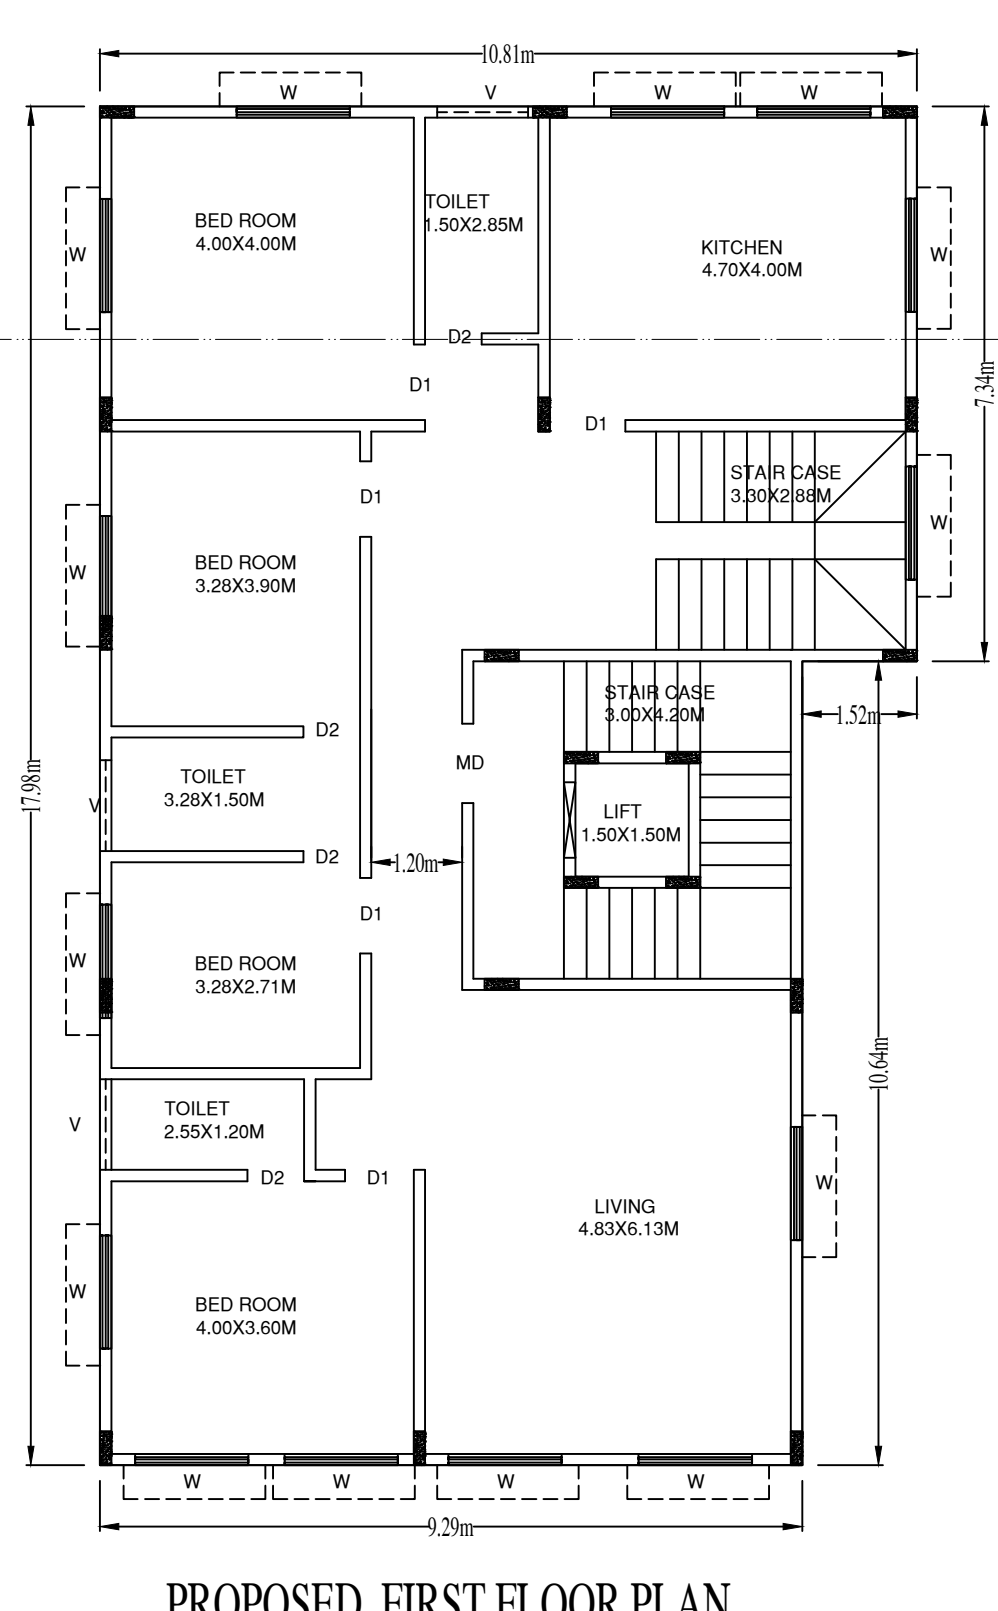 10.81m
W
V
W
W
BED ROOM
4.00X4.00M
TOILET
1.50X2.85M
KITCHEN
4.70X4.00M
W
W
D2
D1
7.34m
D1
STAIR CASE
3.30X2.88M
D1
W
W
BED ROOM
3.28X3.90M
STAIR CASE
3.00X4.20M
1.52m
D2
MD
TOILET
3.28X1.50M
17.98m
V
LIFT
1.50X1.50M
D2
1.20m
D1
W
BED ROOM
3.28X2.71M
10.64m
TOILET
2.55X1.20M
V
D2
D1
W
LIVING
4.83X6.13M
W
BED ROOM
4.00X3.60M
W
W
W
W
9.29m
PROPOSED FIRST FLOOR PLAN